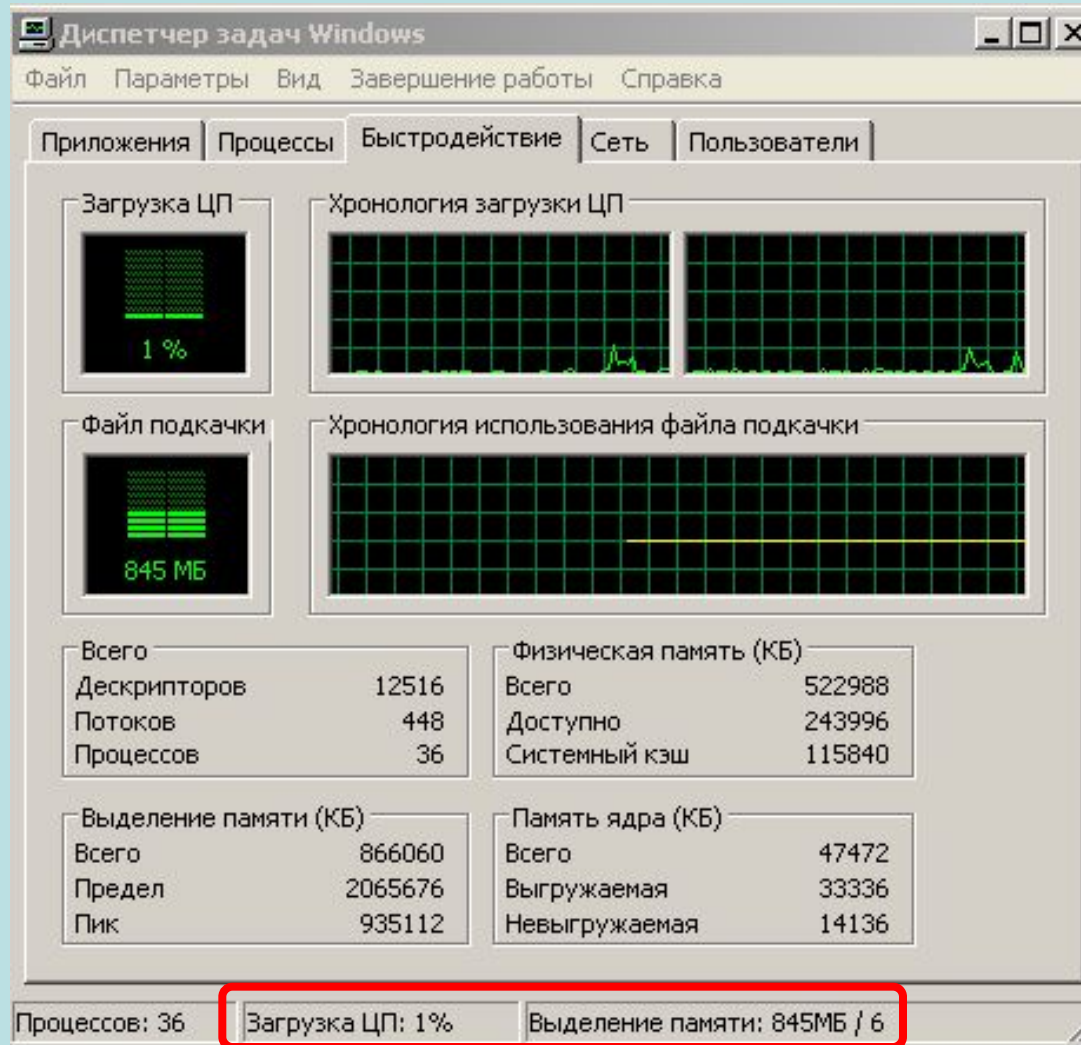 Диспетчер задач Windows
Файл Параметры Вид Завершение работы Справка
Приложения Процессы Быстродействие Сеть Пользователи
Загрузка ЦП Хронология загрузки ЦП
1 %
Файл подкачки Хронология использования файла подкачки
845 МБ
Всего
Дескрипторов 12516
Потоков 448
Процессов 36
Физическая память (КБ)
Всего 522988
Доступно 243996
Системный кэш 115840
Выделение памяти (КБ)
Всего 866060
Предел 2065676
Пик 935112
Память ядра (КБ)
Всего 47472
Выгружаемая 33336
Невыгружаемая 14136
Процессов: 36 Загрузка ЦП: 1% Выделение памяти: 845МБ / 6